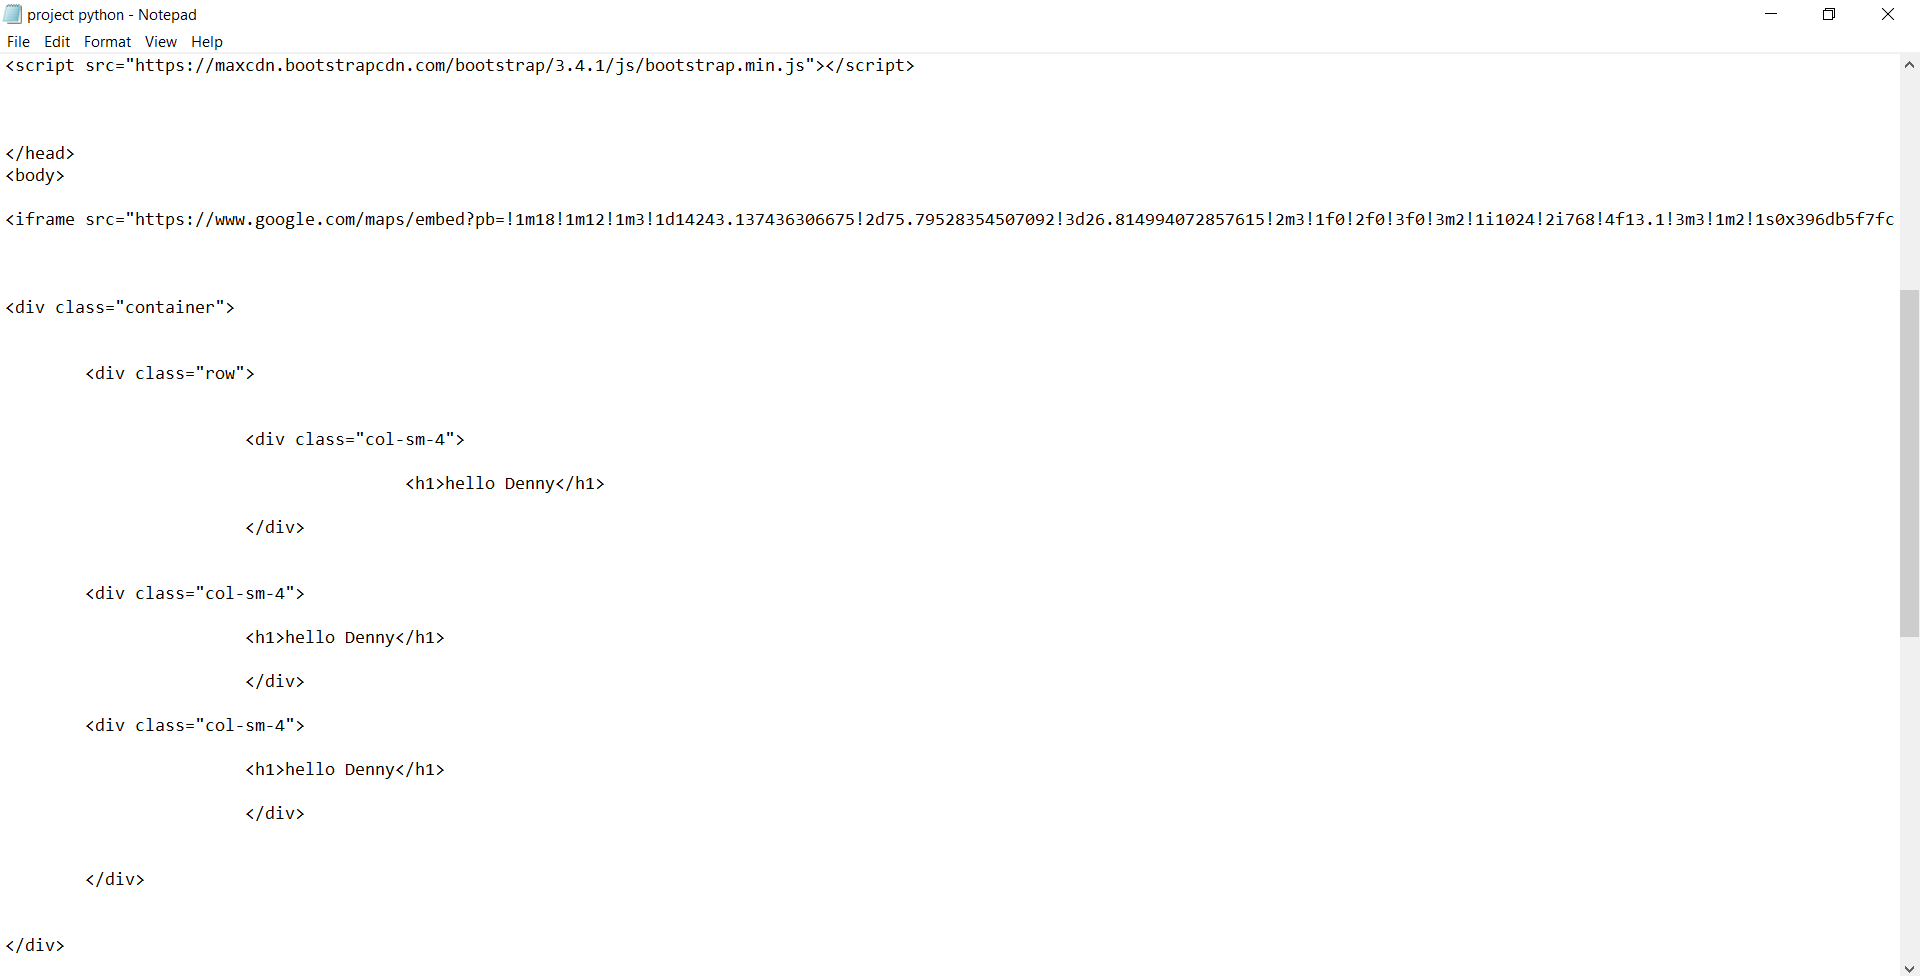 project python - Notepad
File Edit Format View Help
<script src="https://maxcdn.bootstrapcdn.com/bootstrap/3.4.1/js/bootstrap.min.js"></script>
</head>
<body>
<iframe src="https://www.google.com/maps/embed?pb=!1m18!1m12!1m3!1d14243.137436306675!2d75.79528354507092!3d26.814994072857615!2m3!1f0!2f0!3f0!3m2!1i1024!2i768!4f13.1!3m3!1m2!1s0x396db5f7fc
<div class="container">
<div class="row">
<div class="col-sm-4">
<h1>hello Denny</h1>
</div>
<div class="col-sm-4">
<h1>hello Denny</h1>
</div>
<div class="col-sm-4">
<h1>hello Denny</h1>
</div>
</div>
</div>